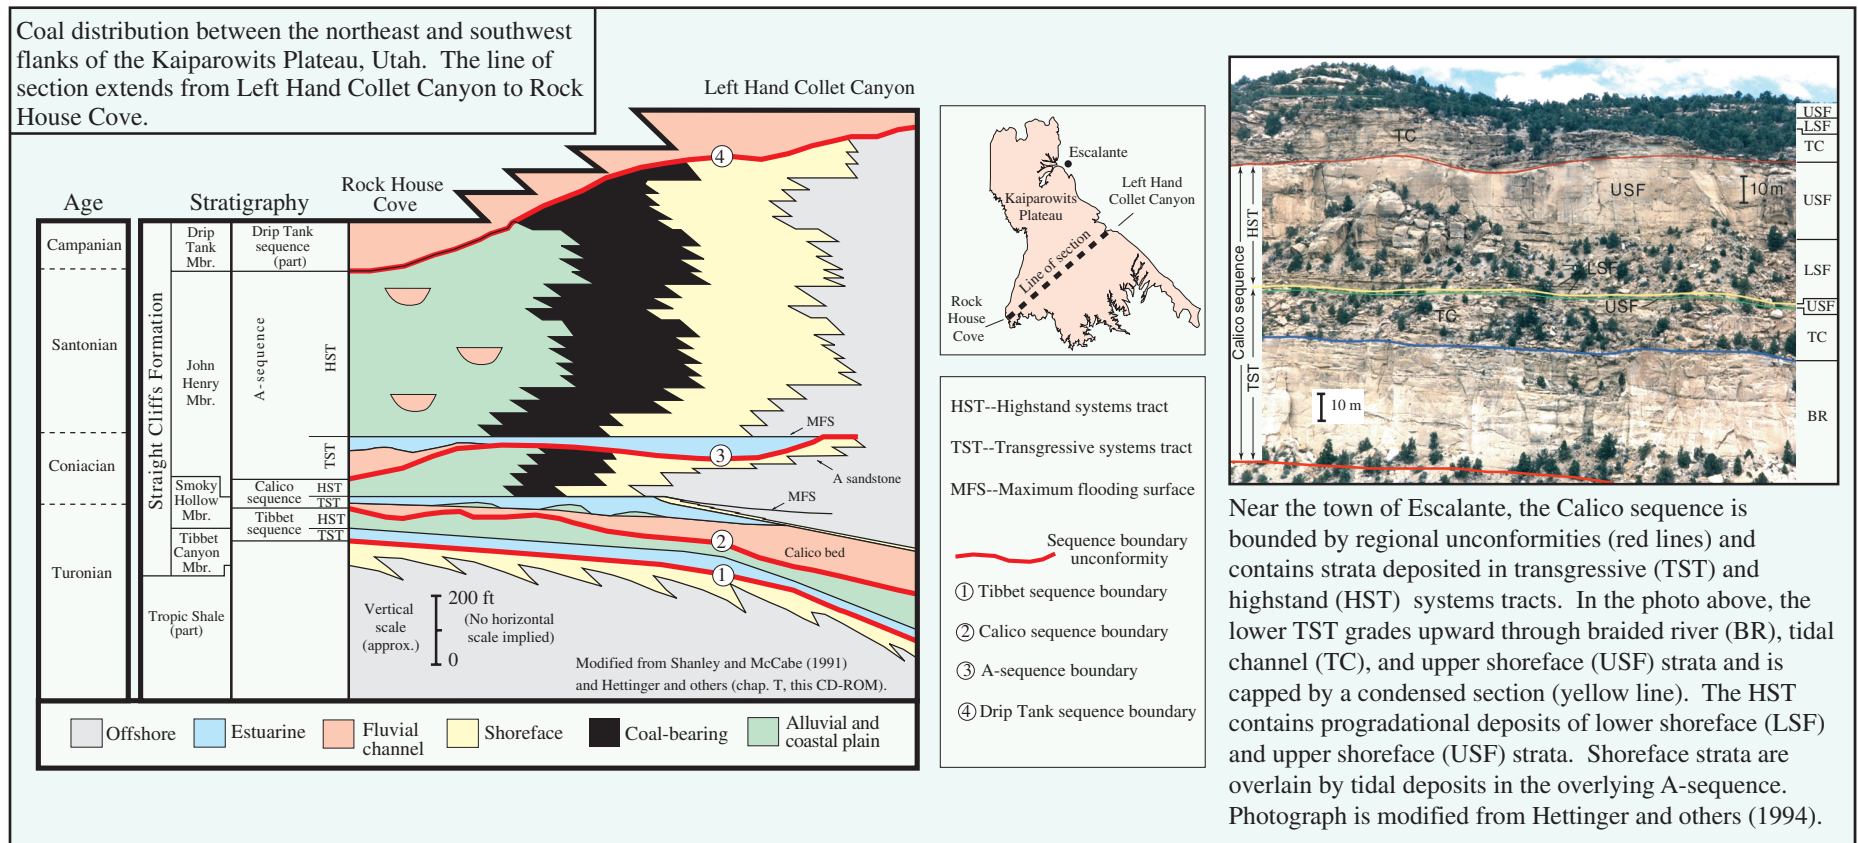 Coal distribution between the northeast and southwest
flanks of the Kaiparowits Plateau, Utah. The line of
section extends from Left Hand Collet Canyon to Rock
House Cove.
Left Hand Collet Canyon
Rock House
Cove
Age
Stratigraphy
Campanian
Santonian
Coniacian
Turonian
Straight Cliffs Formation
Drip
Tank
Mbr.
John
Henry
Mbr.
Smoky
Hollow
Mbr.
Tibbet
Canyon
Mbr.
Tropic Shale
(part)
Drip Tank
sequence
(part)
A-sequence
HST
TST
Calico
sequence
HST
TST
Tibbet
sequence
HST
TST
4
MFS
3
A sandstone
MFS
2
Calico bed
1
Vertical
scale
(approx.)
200 ft
(No horizontal
scale implied)
0
Modified from Shanley and McCabe (1991)
and Hettinger and others (chap. T, this CD-ROM).
Offshore
Estuarine
Fluvial
channel
Shoreface
Coal-bearing
Alluvial and
coastal plain
Escalante
Kaiparowits
Plateau
Left Hand
Collet Canyon
Line of section
Rock
House
Cove
HST--Highstand systems tract
TST--Transgressive systems tract
MFS--Maximum flooding surface
Sequence boundary
unconformity
1 Tibbet sequence boundary
2 Calico sequence boundary
3 A-sequence boundary
4 Drip Tank sequence boundary
Calico sequence
HST
TST
TC
USF
10 m
LSF
USF
TC
10 m
USF
LSF
TC
USF
LSF
USF
TC
BR
Near the town of Escalante, the Calico sequence is
bounded by regional unconformities (red lines) and
contains strata deposited in transgressive (TST) and
highstand (HST) systems tracts. In the photo above, the
lower TST grades upward through braided river (BR), tidal
channel (TC), and upper shoreface (USF) strata and is
capped by a condensed section (yellow line). The HST
contains progradational deposits of lower shoreface (LSF)
and upper shoreface (USF) strata. Shoreface strata are
overlain by tidal deposits in the overlying A-sequence.
Photograph is modified from Hettinger and others (1994).